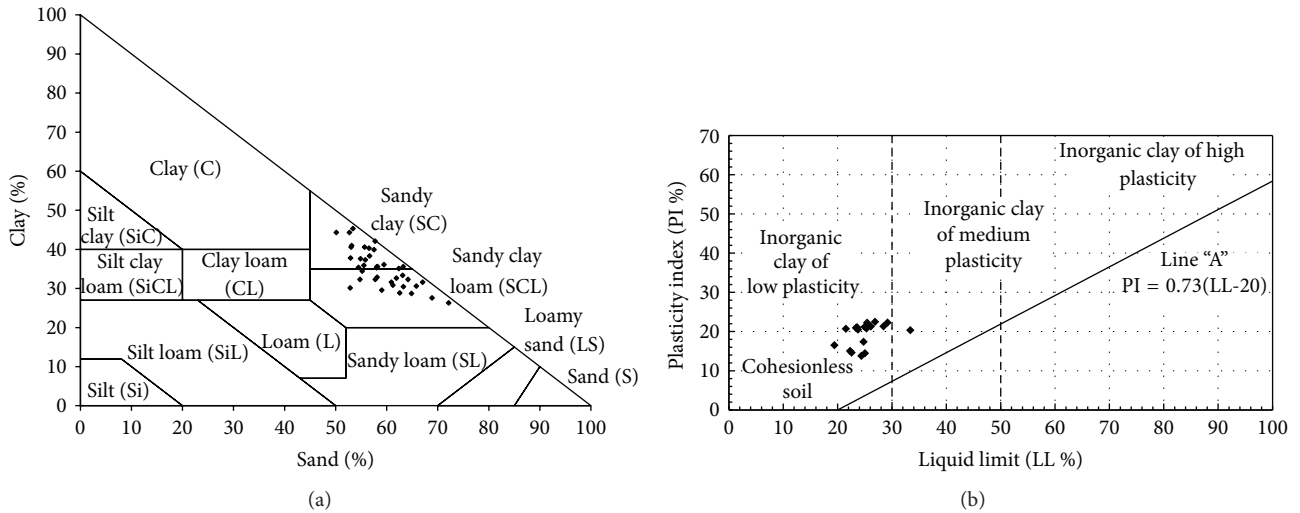 100
90
80
70
60
50
40
30
20
10
0
Clay (%)
Clay (C)
Silt
clay (SiC)
Silt clay
loam (SiCL)
Clay loam
(CL)
Sandy
clay (SC)
Sandy clay
loam (SCL)
Loamy
sand (LS)
Loam (L)
Silt loam (SiL)
Sandy loam (SL)
Sand (S)
Silt (Si)
0 10 20 30 40 50 60 70 80 90 100
Sand (%)
(a)
70
60
50
40
30
20
10
0
Plasticity index (PI %)
Inorganic clay of high
plasticity
Inorganic clay
of medium
plasticity
Inorganic
clay of
low plasticity
Line “A”
PI = 0.73(LL-20)
Cohesionless
soil
0 10 20 30 40 50 60 70 80 90 100
Liquid limit (LL %)
(b)